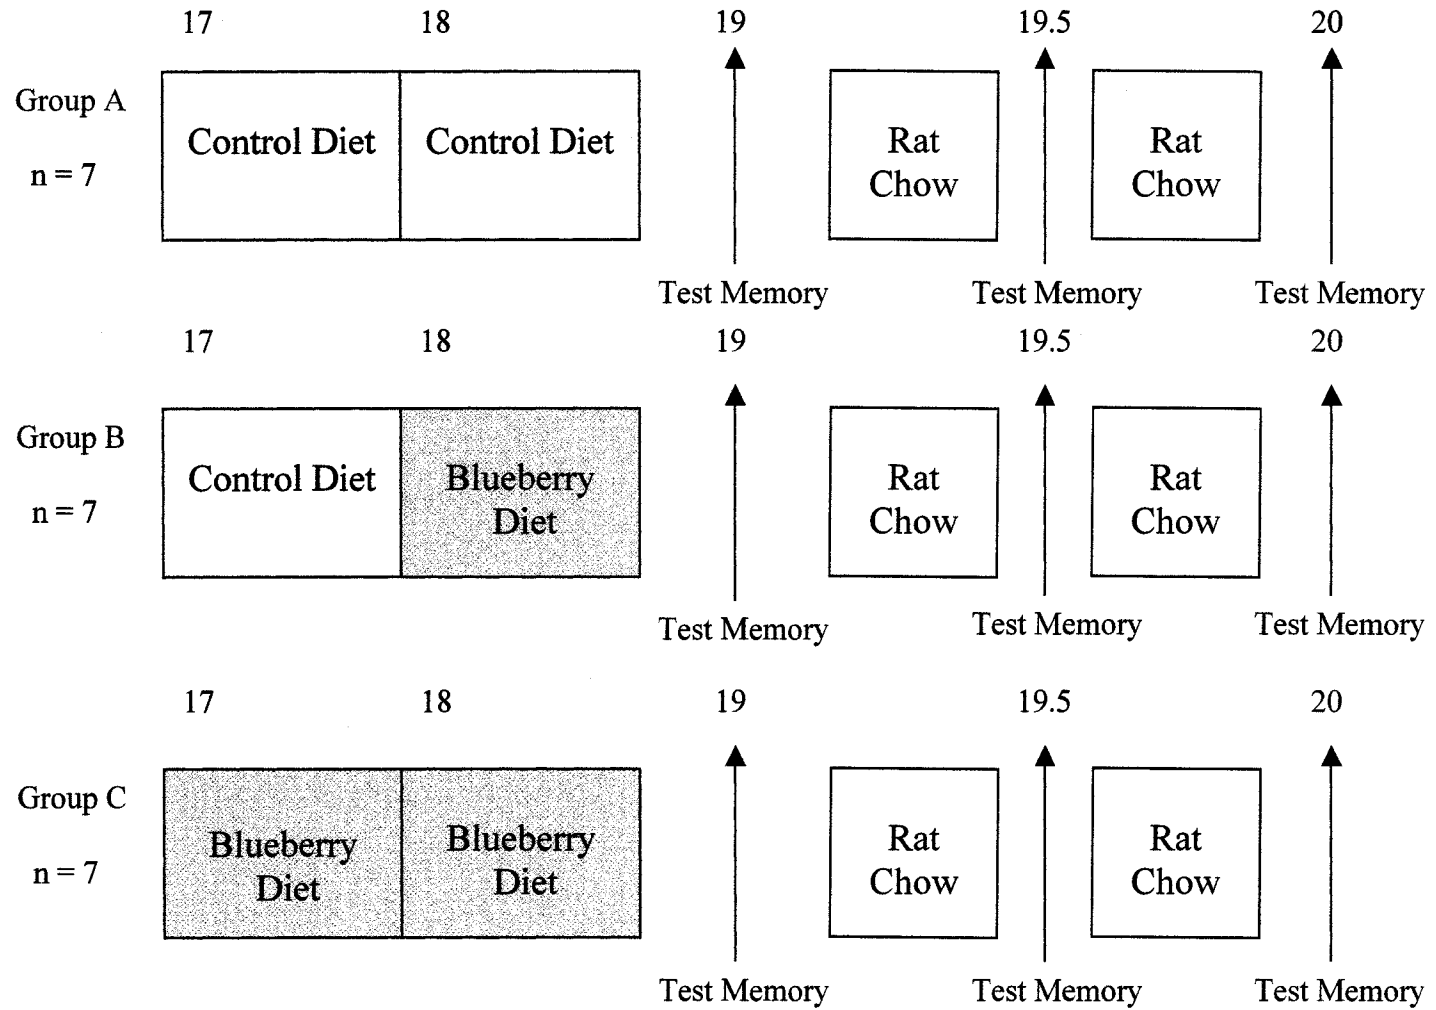 17 18 19 19.5 20
Group A
n = 7
Control Diet Control Diet
Rat
Chow
Rat
Chow
Test Memory Test Memory Test Memory
17 18 19 19.5 20
Group B
n = 7
Control Diet
Blueberry
Diet
Rat
Chow
Rat
Chow
Test Memory Test Memory Test Memory
17 18 19 19.5 20
Group C
n = 7
Blueberry
Diet
Blueberry
Diet
Rat
Chow
Rat
Chow
Test Memory Test Memory Test Memory